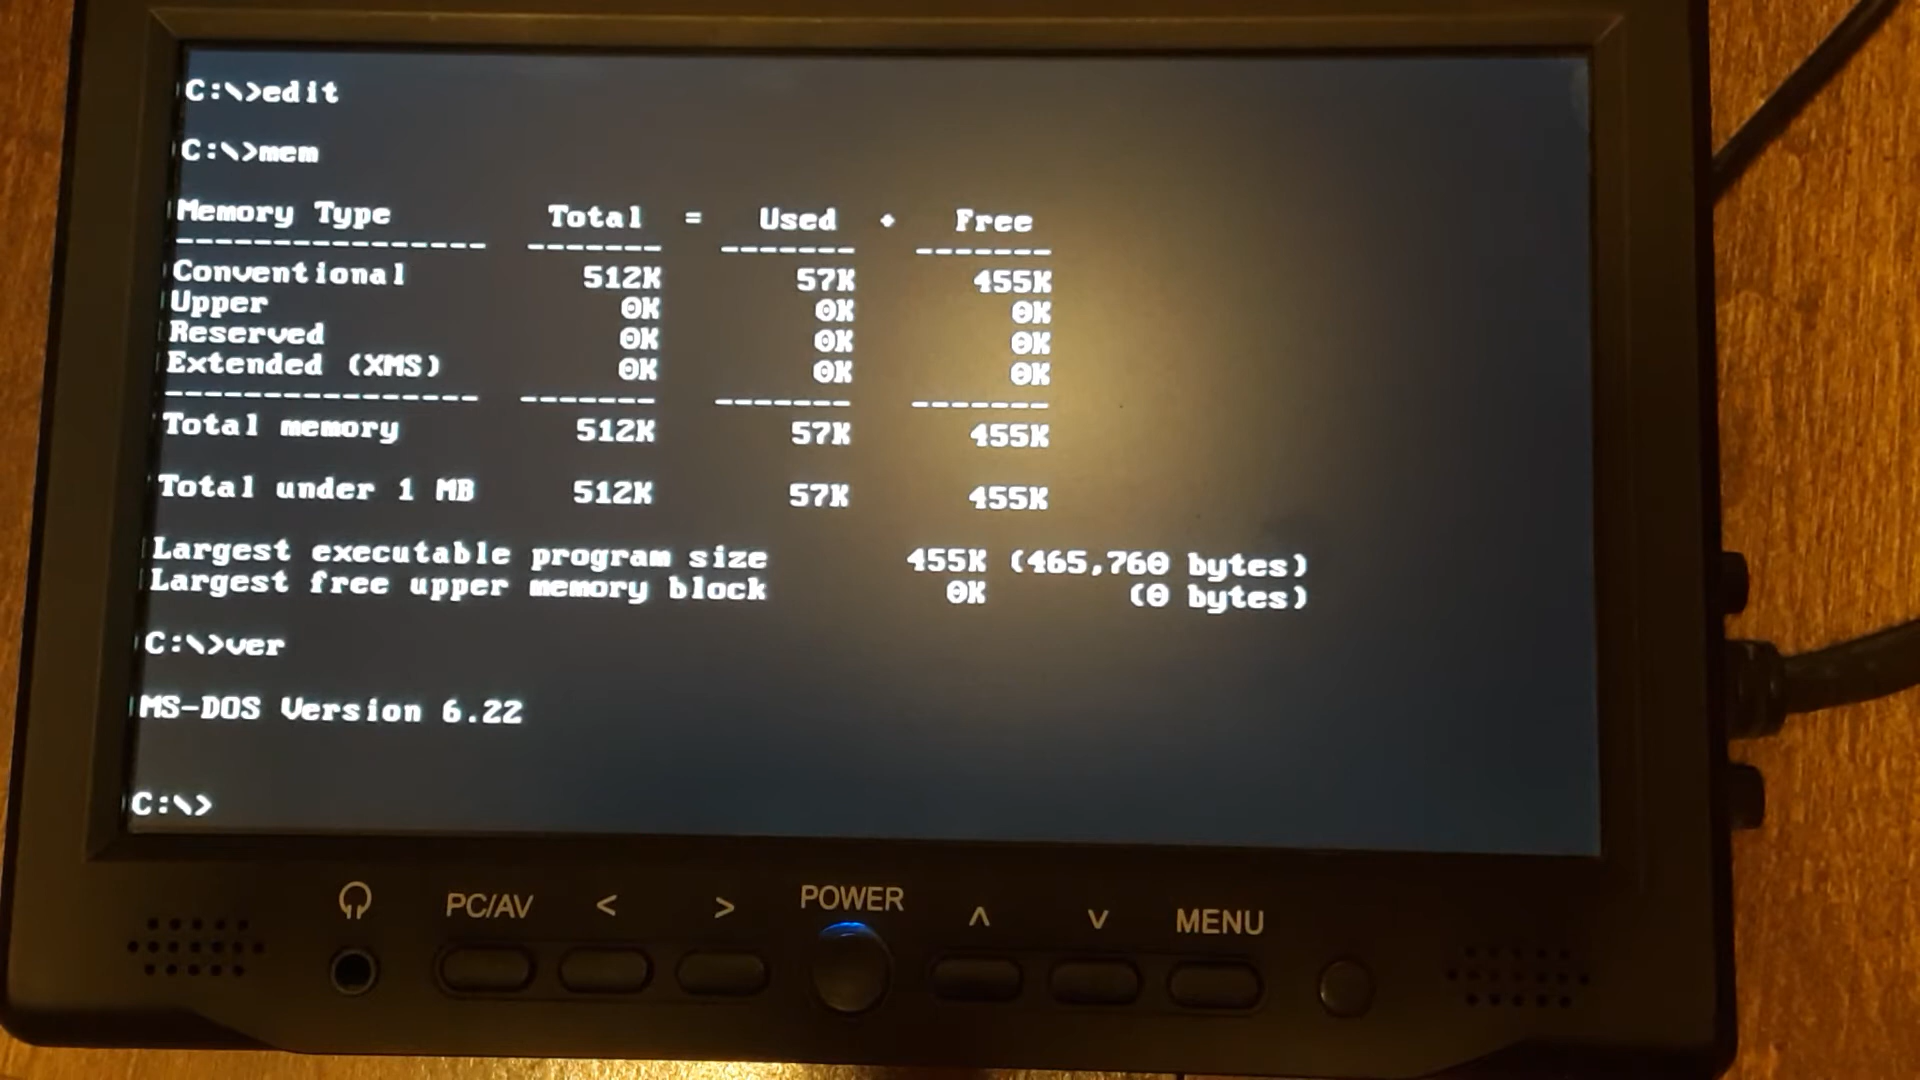 C:\>edit
C:\>mem
Memory Type Total = Used + Free
---------------- ------- ------- -------
Conventional 512K 57K 455K
Upper 0K 0K 0K
Reserved 0K 0K 0K
Extended (XMS) 0K 0K 0K
---------------- ------- ------- -------
Total memory 512K 57K 455K
Total under 1 MB 512K 57K 455K
Largest executable program size 455K (465,760 bytes)
Largest free upper memory block 0K (0 bytes)
C:\>ver
MS-DOS Version 6.22
C:\>
PC/AV < > POWER ᐱ ᐯ MENU